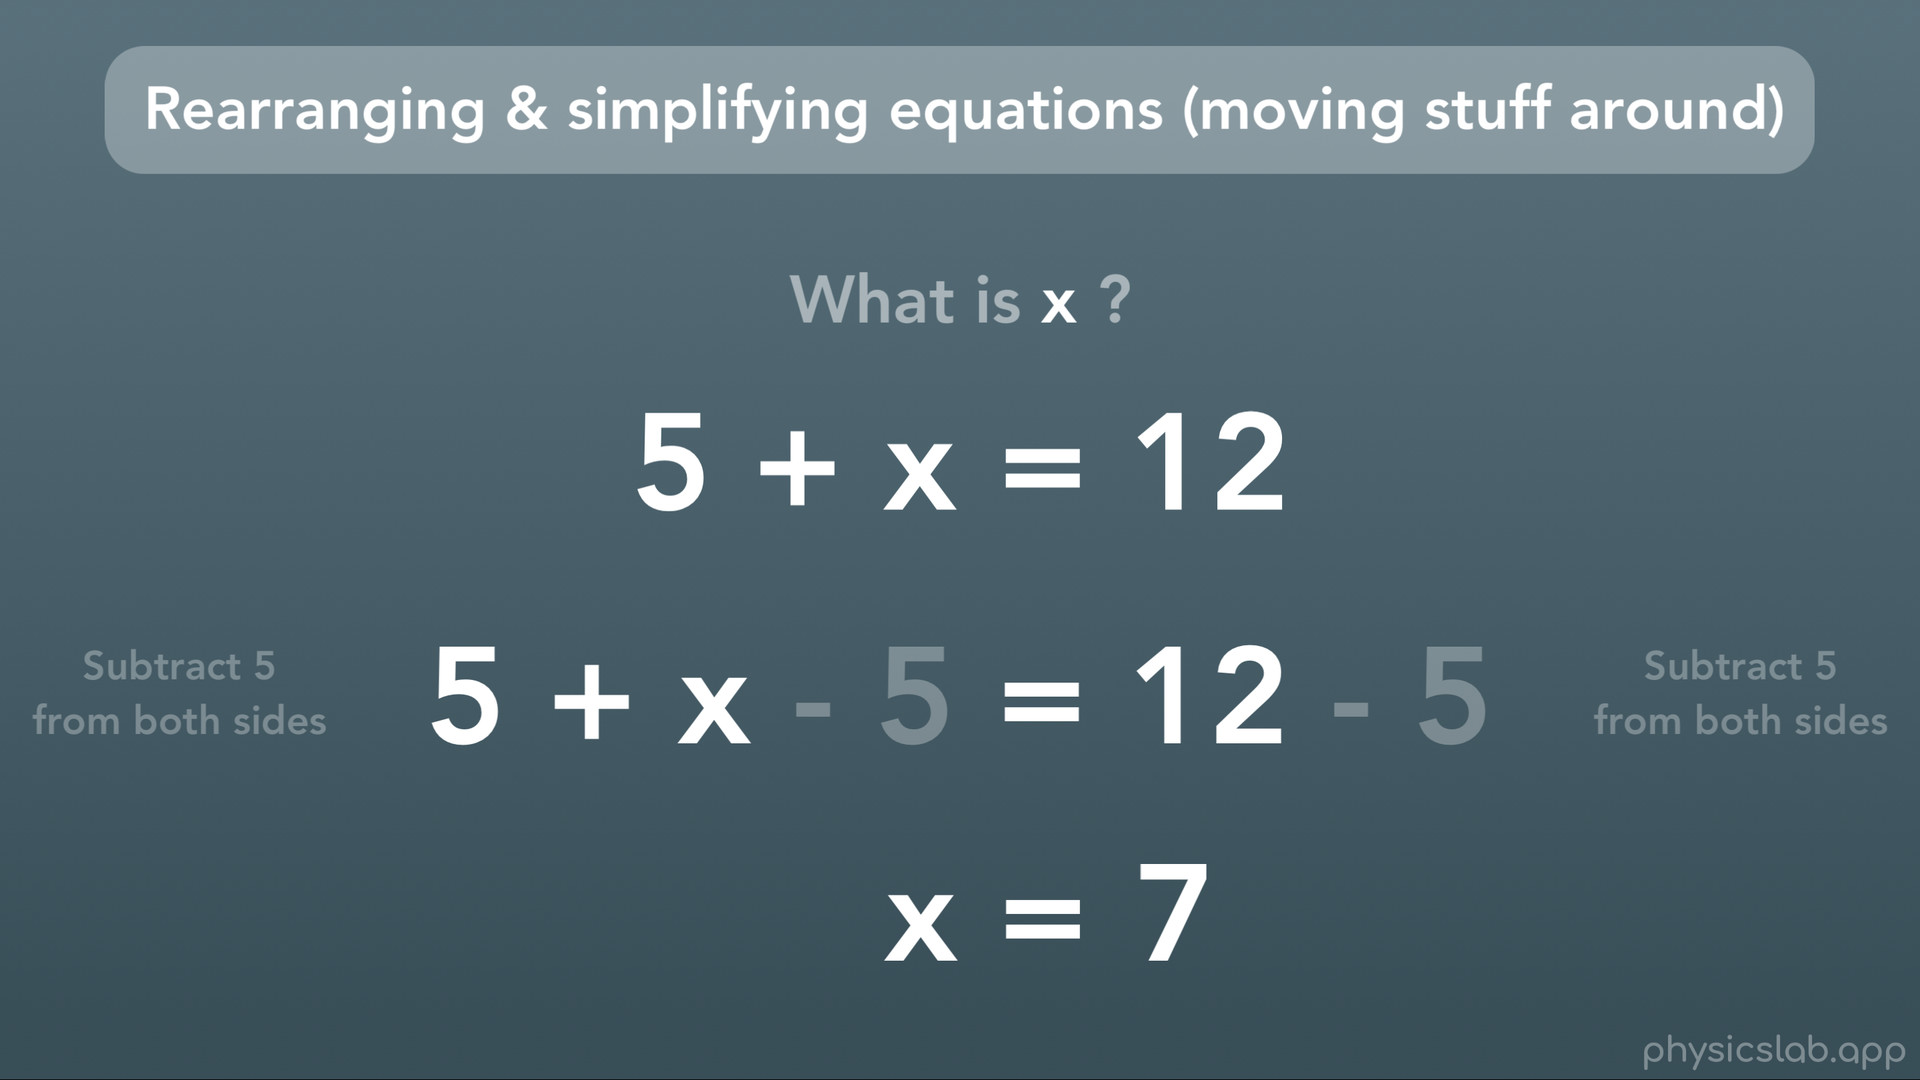 Rearranging & simplifying equations (moving stuff around)
What is x ?
5 + x = 12
Subtract 5
from both sides
5 + x - 5 = 12 - 5
Subtract 5
from both sides
x = 7
physicslab.app